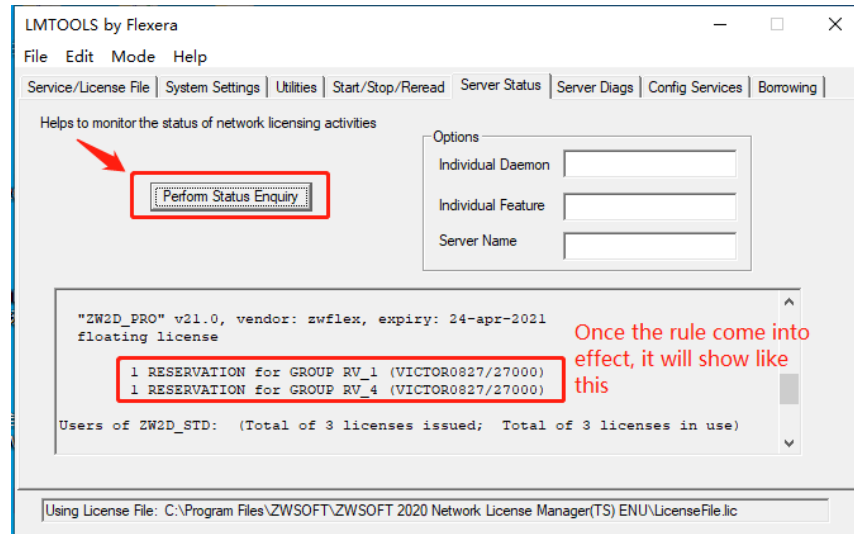 LMTOOLS by Flexera
File Edit Mode Help
Service/License File System Settings Utilities Start/Stop/Reread Server Status Server Diags Config Services Borrowing
Helps to monitor the status of network licensing activities
Perform Status Enquiry
Options
Individual Daemon
Individual Feature
Server Name
"ZW2D_PRO" v21.0, vendor: zwflex, expiry: 24-apr-2021
floating license
1 RESERVATION for GROUP RV_1 (VICTOR0827/27000)
1 RESERVATION for GROUP RV_4 (VICTOR0827/27000)
Users of ZW2D_STD: (Total of 3 licenses issued; Total of 3 licenses in use)
Once the rule come into
effect, it will show like
this
Using License File: C:\Program Files\ZWSOFT\ZWSOFT 2020 Network License Manager(TS) ENU\LicenseFile.lic